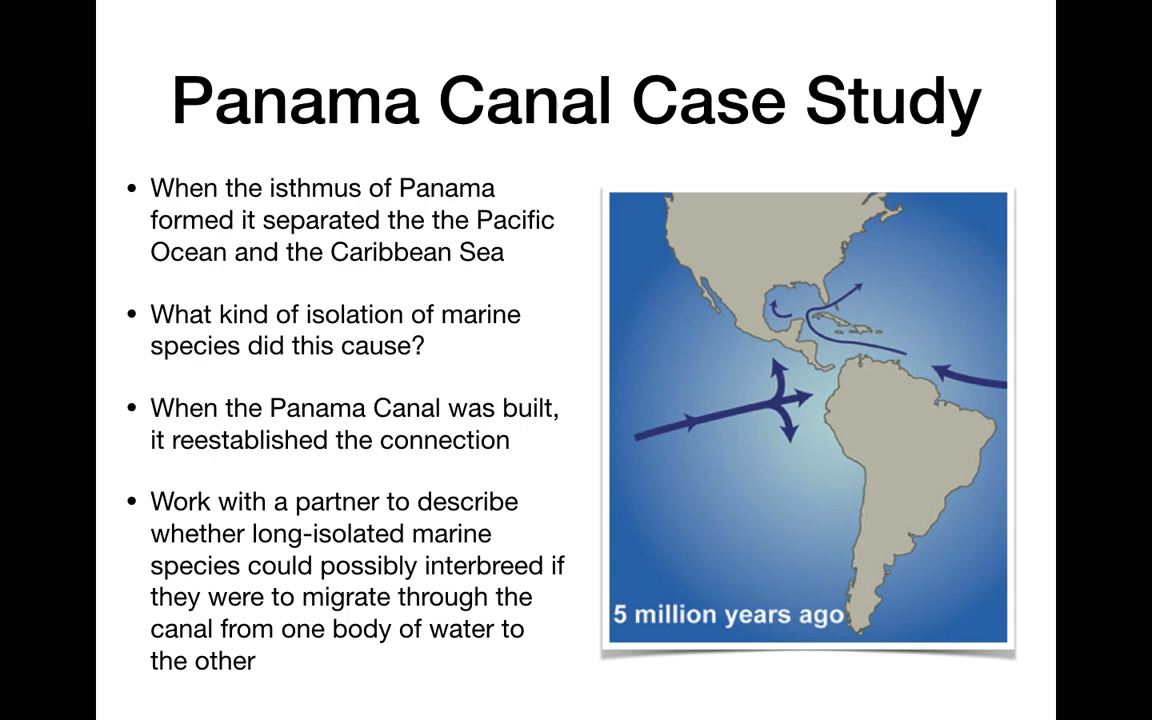 Panama Canal Case Study
• When the isthmus of Panama
formed it separated the the Pacific
Ocean and the Caribbean Sea
• What kind of isolation of marine
species did this cause?
• When the Panama Canal was built,
it reestablished the connection
• Work with a partner to describe
whether long-isolated marine
species could possibly interbreed if
they were to migrate through the
canal from one body of water to
the other
5 million years ago